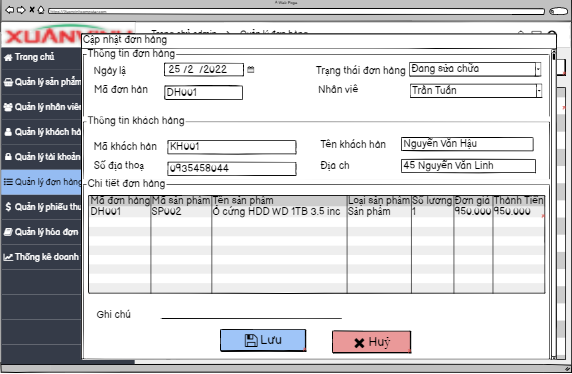 A Web Page
XUÂN VINH
Trang chủ admin > Quản lý đơn hàng
Cập nhật đơn hàng
Trang chủ
Quản lý sản phẩm
Quản lý nhân viên
Quản lý khách hà
Quản lý tài khoản
Quản lý đơn hàng
Quản lý phiếu thu
Quản lý hóa đơn
Thống kê doanh
Thông tin đơn hàng
Ngày lậ 25 /2 /2022 Trạng thái đơn hàng Đang sửa chữa
Mã đơn hàn DH001 Nhân viên Trần Tuấn
Thông tin khách hàng
Mã khách hàn KH001 Tên khách hàn Nguyễn Văn Hậu
Số địa thoạ 0935458044 Địa ch 45 Nguyễn Văn Linh
Chi tiết đơn hàng
Mã đơn hàng Mã sản phẩm Tên sản phẩm Loại sản phẩm Số lượng Đơn giá Thành Tiền
DH001 SP002 Ổ cứng HDD WD 1TB 3.5 inc Sản phẩm 1 950.000 950.000
Ghi chú
Lưu Huỷ